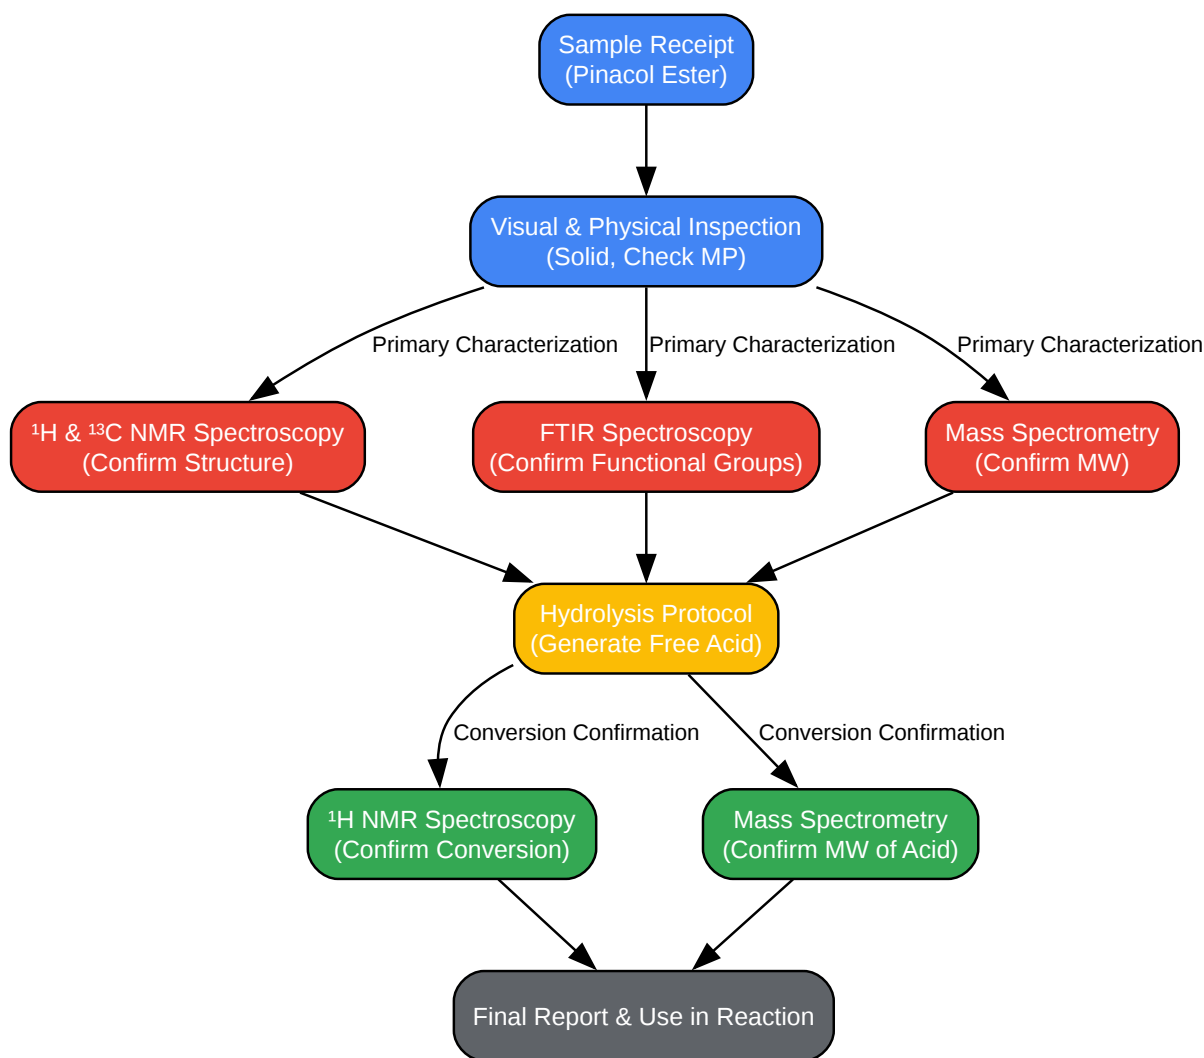 Sample Receipt
(Pinacol Ester)
Visual & Physical Inspection
(Solid, Check MP)
Primary Characterization
Primary Characterization
Primary Characterization
¹H & ¹³C NMR Spectroscopy
(Confirm Structure)
FTIR Spectroscopy
(Confirm Functional Groups)
Mass Spectrometry
(Confirm MW)
Hydrolysis Protocol
(Generate Free Acid)
Conversion Confirmation
Conversion Confirmation
¹H NMR Spectroscopy
(Confirm Conversion)
Mass Spectrometry
(Confirm MW of Acid)
Final Report & Use in Reaction